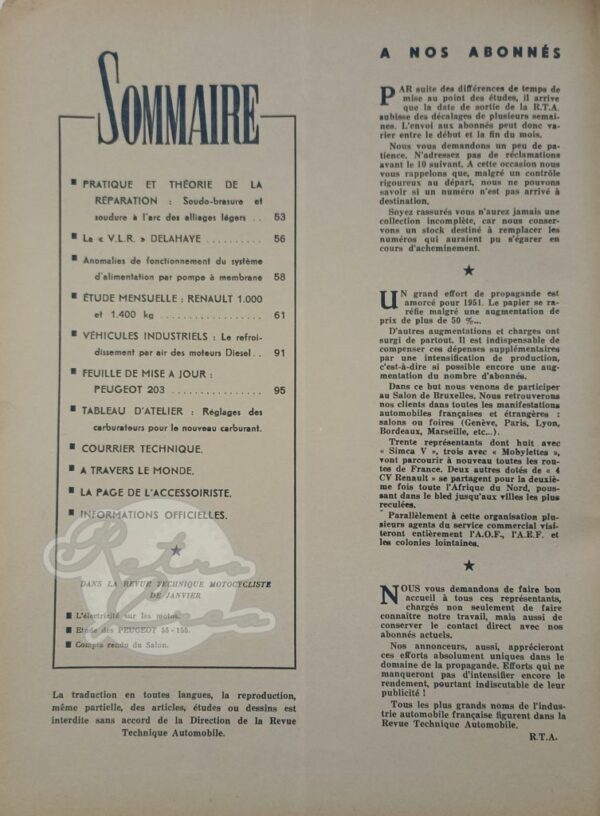 SOMMAIRE
PRATIQUE ET THÉORIE DE LA
RÉPARATION : Soudo-brasure et
soudure à l'arc des alliages légers . . 53
La « V.L.R. » DELAHAYE . . . . . . . . . . 56
Anomalies de fonctionnement du système
d'alimentation par pompe à membrane 58
ÉTUDE MENSUELLE : RENAULT 1.000
et 1.400 kg . . . . . . . . . . . . . . . . 61
VÉHICULES INDUSTRIELS : Le refroi-
dissement par air des moteurs Diesel . . 91
FEUILLE DE MISE A JOUR :
PEUGEOT 203 . . . . . . . . . . . . . . . . 95
TABLEAU D'ATELIER : Réglages des
carburateurs pour le nouveau carburant.
COURRIER TECHNIQUE.
A TRAVERS LE MONDE.
LA PAGE DE L'ACCESSOIRISTE.
INFORMATIONS OFFICIELLES.
DANS LA REVUE TECHNIQUE MOTOCYCLISTE
DE JANVIER
L'électricité sur les motos.
Etude des PEUGEOT 55-155.
Compte rendu du Salon.
Retro
La traduction en toutes langues, la reproduction,
même partielle, des articles, études ou dessins est
interdite sans accord de la Direction de la Revue
Technique Automobile.
A NOS ABONNÉS
PAR suite des différences de temps de
mise au point des études, il arrive
que la date de sortie de la R.T.A.
subisse des décalages de plusieurs semai-
nes. L'envoi aux abonnés peut donc va-
rier entre le début et la fin du mois.
Nous vous demandons un peu de pa-
tience. N'adressez pas de réclamations
avant le 10 suivant. A cette occasion nous
vous rappelons que, malgré un contrôle
rigoureux au départ, nous ne pouvons
savoir si un numéro n'est pas arrivé à
destination.
Soyez rassurés vous n'aurez jamais une
collection incomplète, car nous conser-
vons un stock destiné à remplacer les
numéros qui auraient pu s'égarer en
cours d'acheminement.
UN grand effort de propagande est
amorcé pour 1951. Le papier se ra-
réfie malgré une augmentation de
prix de plus de 50 %...
D'autres augmentations et charges ont
surgi de partout. Il est indispensable de
compenser ces dépenses supplémentaires
par une intensification de production,
c'est-à-dire si possible encore une aug-
mentation du nombre d'abonnés.
Dans ce but nous venons de participer
au Salon de Bruxelles. Nous retrouverons
nos clients dans toutes les manifestations
automobiles françaises et étrangères :
salons ou foires (Genève, Paris, Lyon,
Bordeaux, Marseille, etc...).
Trente représentants dont huit avec
« Simca V », trois avec « Mobylettes »,
vont parcourir à nouveau toutes les rou-
tes de France. Deux autres dotés de « 4
CV Renault » se partagent pour la deuxiè-
me fois toute l'Afrique du Nord, pous-
sant dans le bled jusqu'aux villes les plus
reculées.
Parallèlement à cette organisation plu-
sieurs agents du service commercial visi-
teront entièrement l'A.O.F., l'A.E.F. et
les colonies lointaines.
NOUS vous demandons de faire bon
accueil à tous ces représentants,
chargés non seulement de faire
connaître notre travail, mais aussi de
conserver le contact direct avec nos
abonnés actuels.
Nos annonceurs, aussi, apprécieront
ces efforts absolument uniques dans le
domaine de la propagande. Efforts qui ne
manqueront pas d'intensifier encore le
rendement, pourtant indiscutable de leur
publicité !
Tous les plus grands noms de l'indus-
trie automobile française figurent dans la
Revue Technique Automobile.
R.T.A.